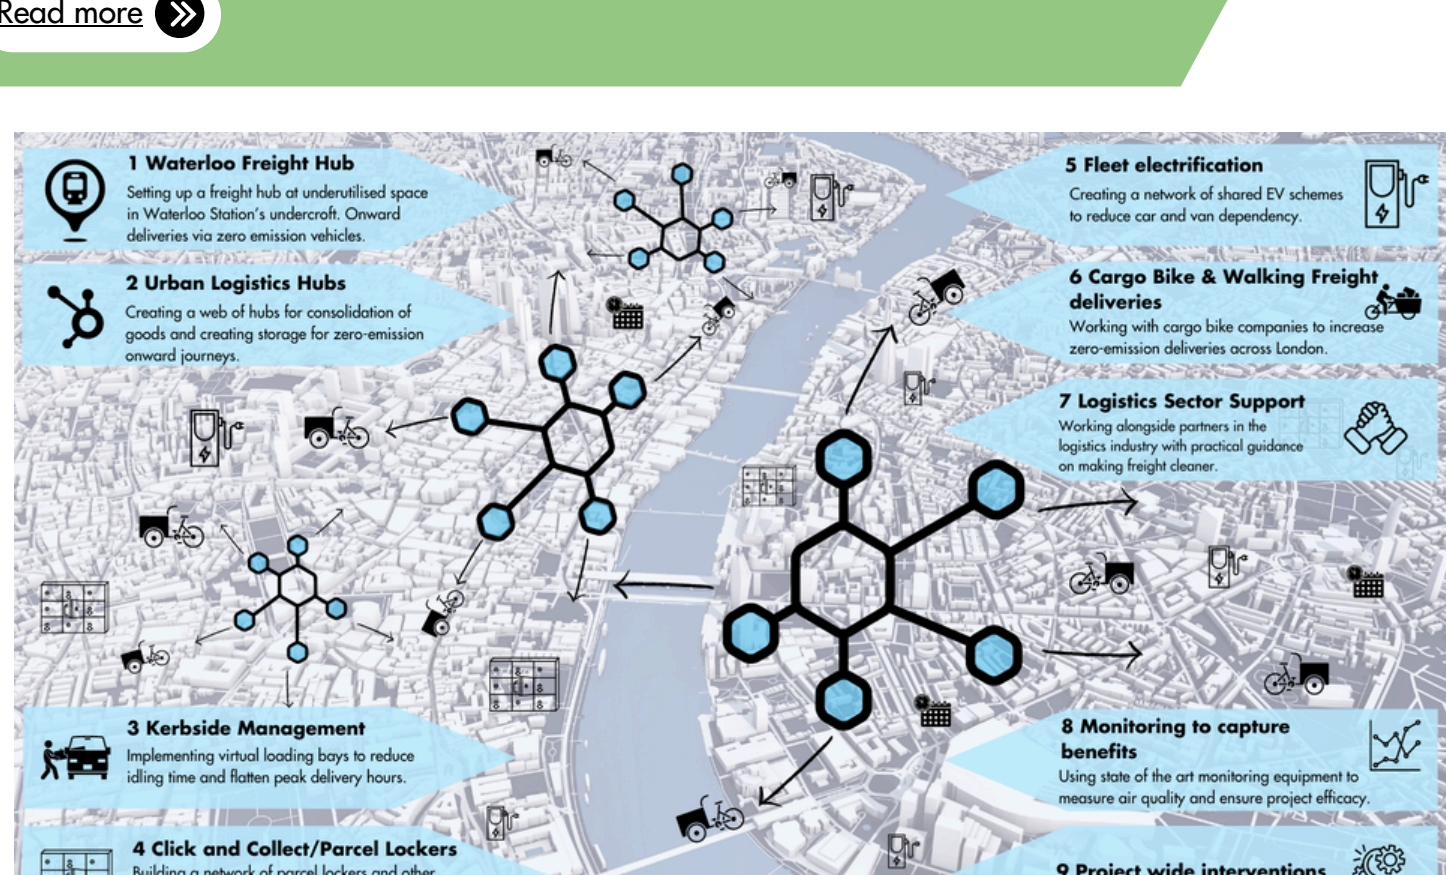 Read more
1 Waterloo Freight Hub
Setting up a freight hub at underutilised space
in Waterloo Station's undercroft. Onward
deliveries via zero emission vehicles.
2 Urban Logistics Hubs
Creating a web of hubs for consolidation of
goods and creating storage for zero-emission
onward journeys.
3 Kerbside Management
Implementing virtual loading bays to reduce
idling time and flatten peak delivery hours.
4 Click and Collect/Parcel Lockers
Building a network of parcel lockers and other
5 Fleet electrification
Creating a network of shared EV schemes
to reduce car and van dependency.
6 Cargo Bike & Walking Freight
deliveries
Working with cargo bike companies to increase
zero-emission deliveries across London.
7 Logistics Sector Support
Working alongside partners in the
logistics industry with practical guidance
on making freight cleaner.
8 Monitoring to capture
benefits
Using state of the art monitoring equipment to
measure air quality and ensure project efficacy.
9 Project wide interventions